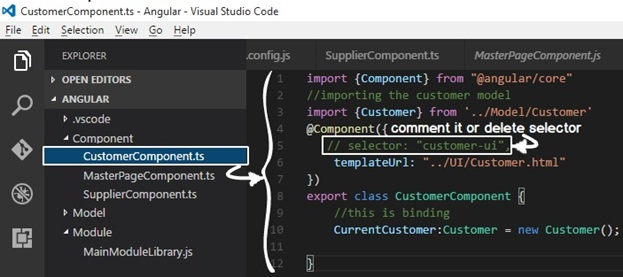 CustomerComponent.ts - Angular - Visual Studio Code
File Edit Selection View Go Help
EXPLORER
OPEN EDITORS
ANGULAR
.vscode
Component
CustomerComponent.ts
MasterPageComponent.ts
SupplierComponent.ts
Model
Module
MainModuleLibrary.js
.config.js SupplierComponent.ts MasterPageComponent.js
1 import {Component} from "@angular/core"
2 //importing the customer model
3 import {Customer} from '../Model/Customer'
4 @Component({ comment it or delete selector
5 // selector: "customer-ui",
6 templateUrl: "../UI/Customer.html"
7 })
8 export class CustomerComponent {
9 //this is binding
10 CurrentCustomer:Customer = new Customer();
11
12 }